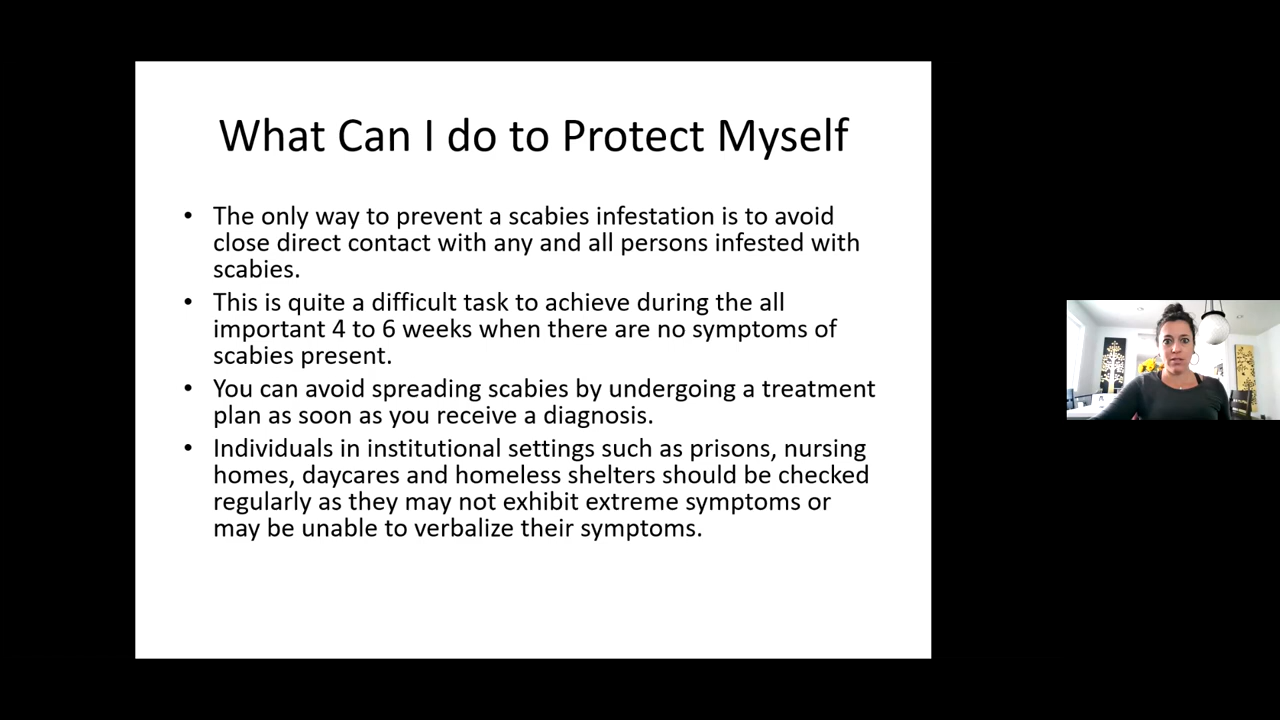 What Can I do to Protect Myself
• The only way to prevent a scabies infestation is to avoid
close direct contact with any and all persons infested with
scabies.
• This is quite a difficult task to achieve during the all
important 4 to 6 weeks when there are no symptoms of
scabies present.
• You can avoid spreading scabies by undergoing a treatment
plan as soon as you receive a diagnosis.
• Individuals in institutional settings such as prisons, nursing
homes, daycares and homeless shelters should be checked
regularly as they may not exhibit extreme symptoms or
may be unable to verbalize their symptoms.